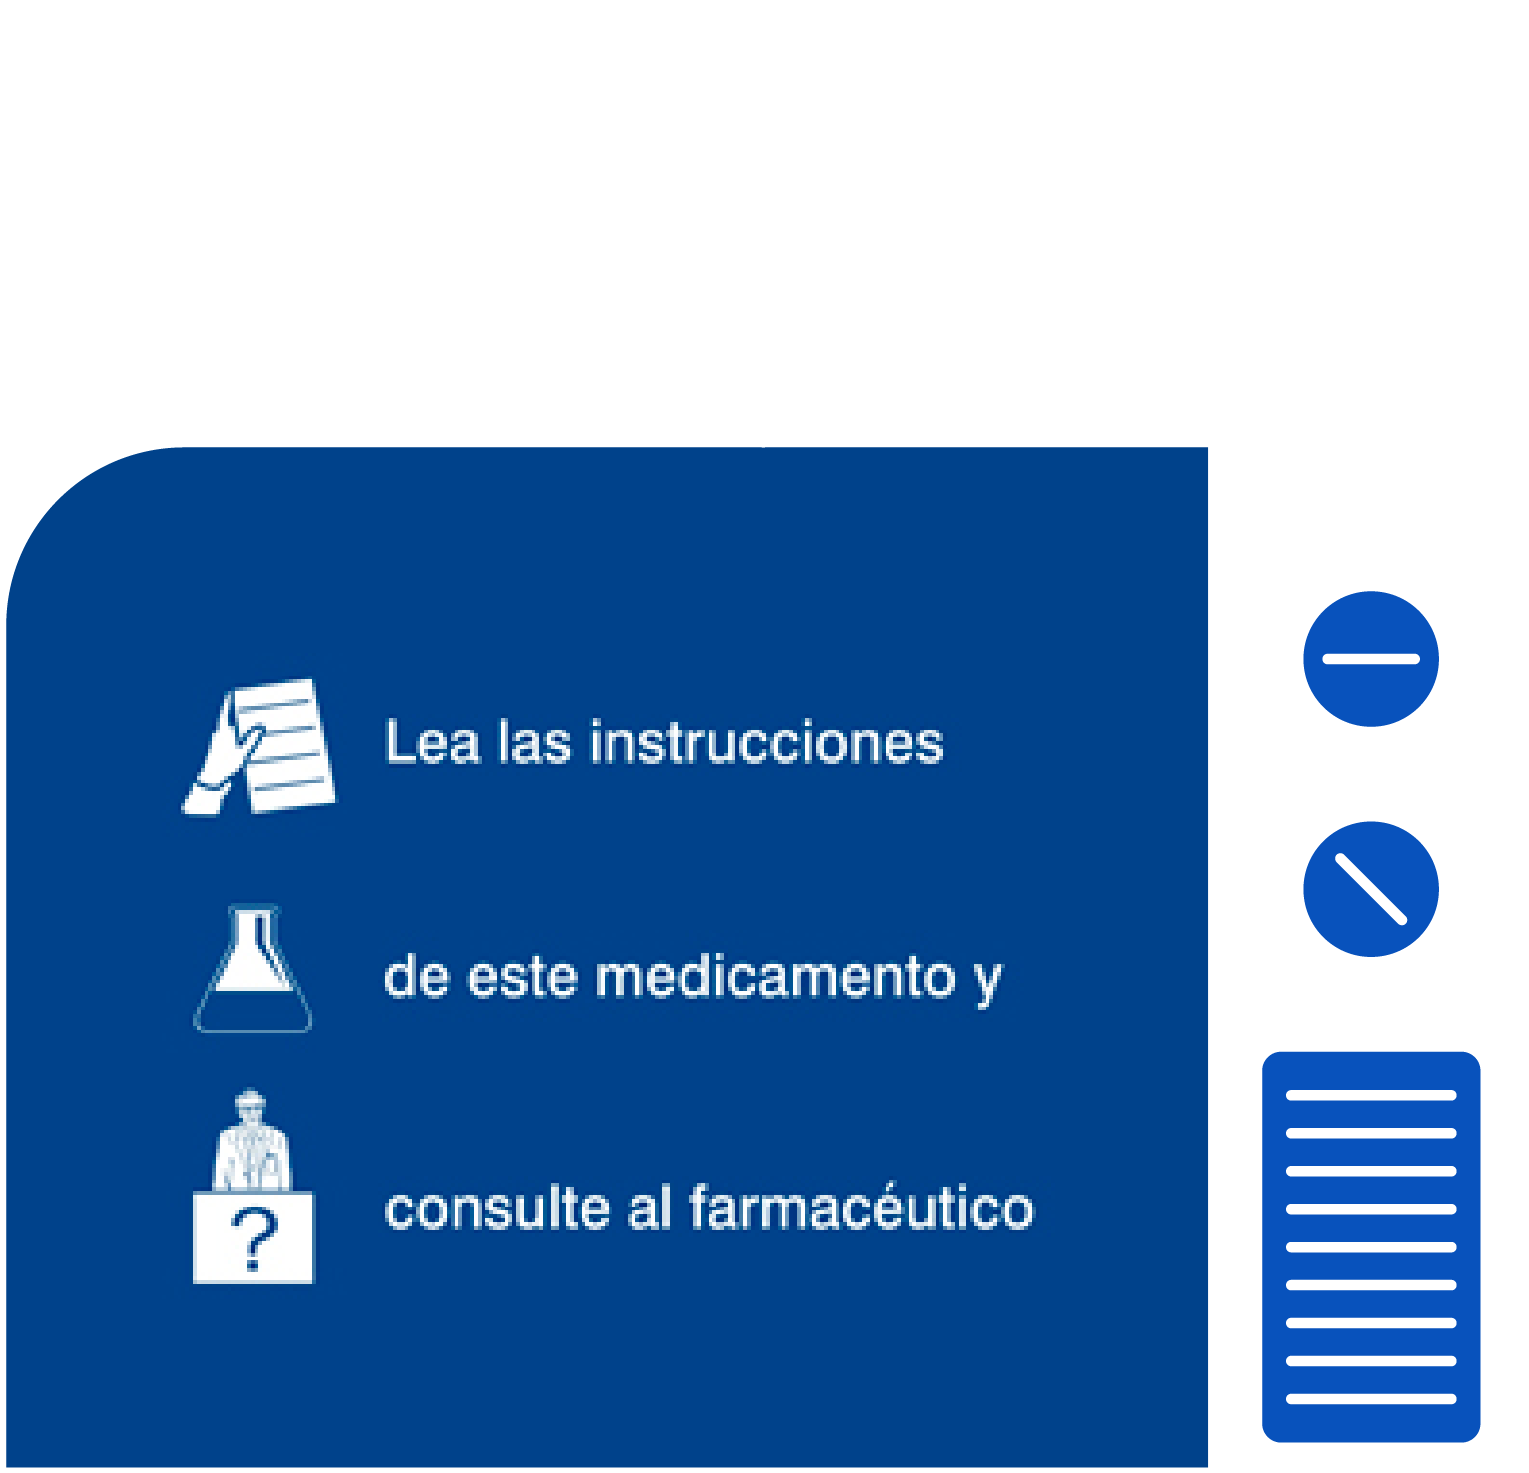 Lea las instrucciones
de este medicamento y
consulte al farmacéutico
?